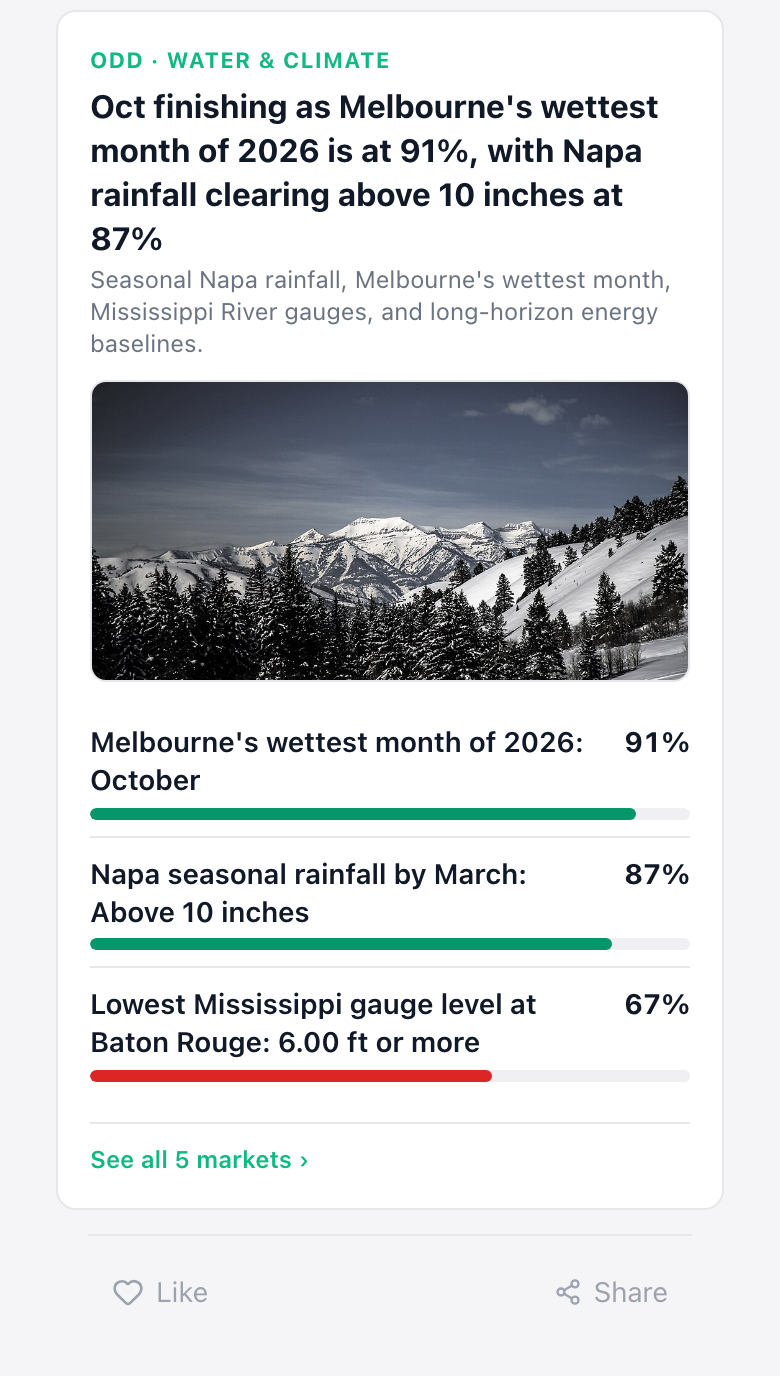 ODD · WATER & CLIMATE
Oct finishing as Melbourne's wettest
month of 2026 is at 91%, with Napa
rainfall clearing above 10 inches at
87%
Seasonal Napa rainfall, Melbourne's wettest month,
Mississippi River gauges, and long-horizon energy
baselines.
Melbourne's wettest month of 2026: 91%
October
Napa seasonal rainfall by March: 87%
Above 10 inches
Lowest Mississippi gauge level at 67%
Baton Rouge: 6.00 ft or more
See all 5 markets ›
Like Share